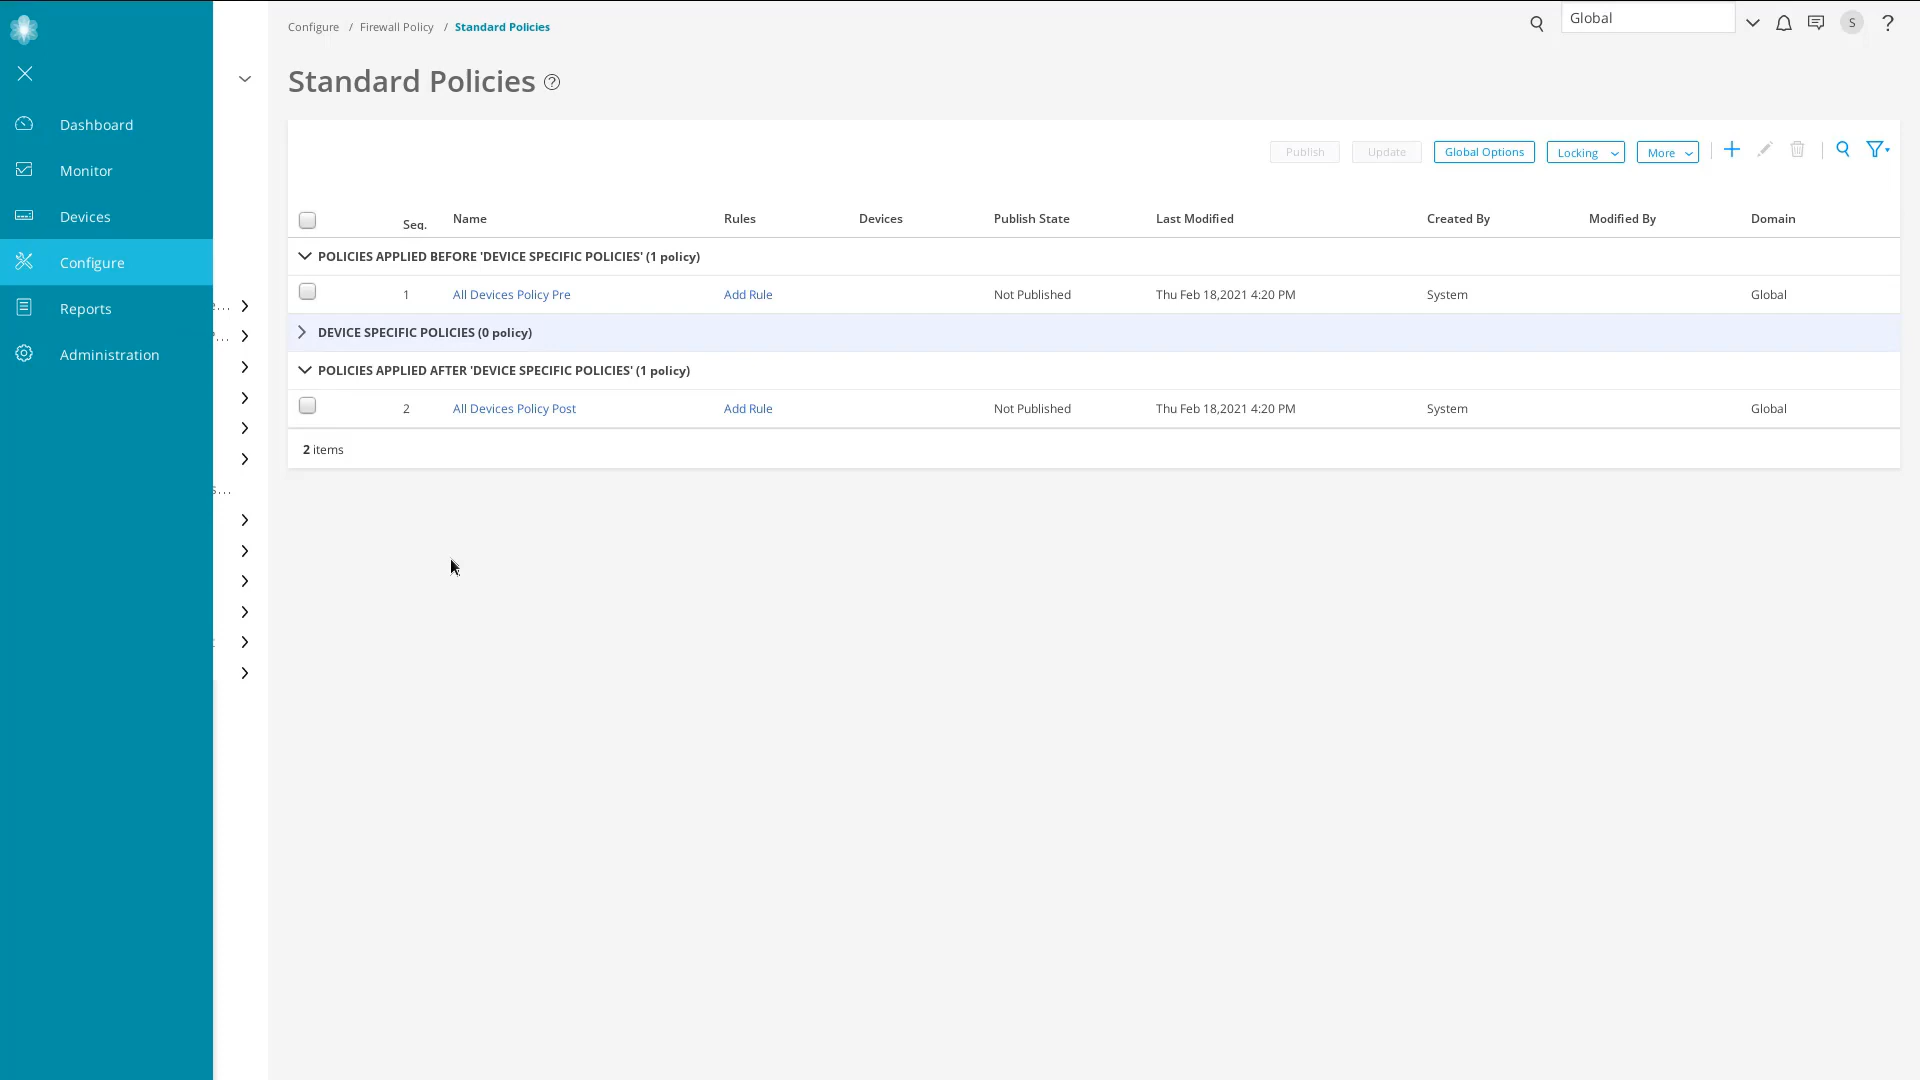 Configure / Firewall Policy / Standard Policies
Global
S
?
Standard Policies ?
Dashboard
Monitor
Devices
Configure
Reports
Administration
Publish Update Global Options Locking More
Seq. Name Rules Devices Publish State Last Modified Created By Modified By Domain
POLICIES APPLIED BEFORE 'DEVICE SPECIFIC POLICIES' (1 policy)
1 All Devices Policy Pre Add Rule Not Published Thu Feb 18,2021 4:20 PM System Global
DEVICE SPECIFIC POLICIES (0 policy)
POLICIES APPLIED AFTER 'DEVICE SPECIFIC POLICIES' (1 policy)
2 All Devices Policy Post Add Rule Not Published Thu Feb 18,2021 4:20 PM System Global
2 items